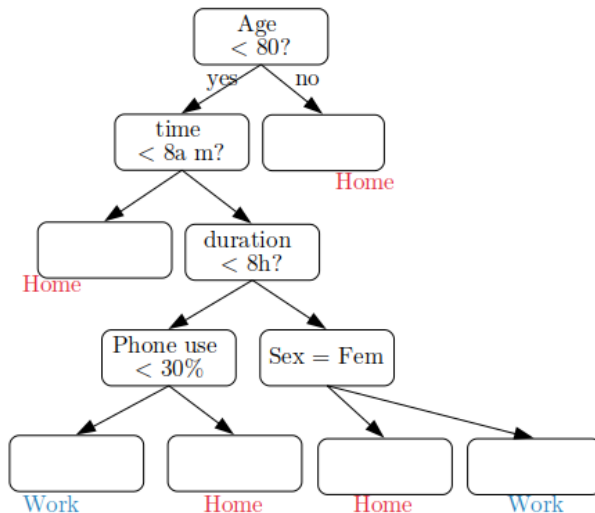 Age
< 80?
yes
no
time
< 8a m?
Home
Home
duration
< 8h?
Phone use
< 30%
Sex = Fem
Work
Home
Home
Work